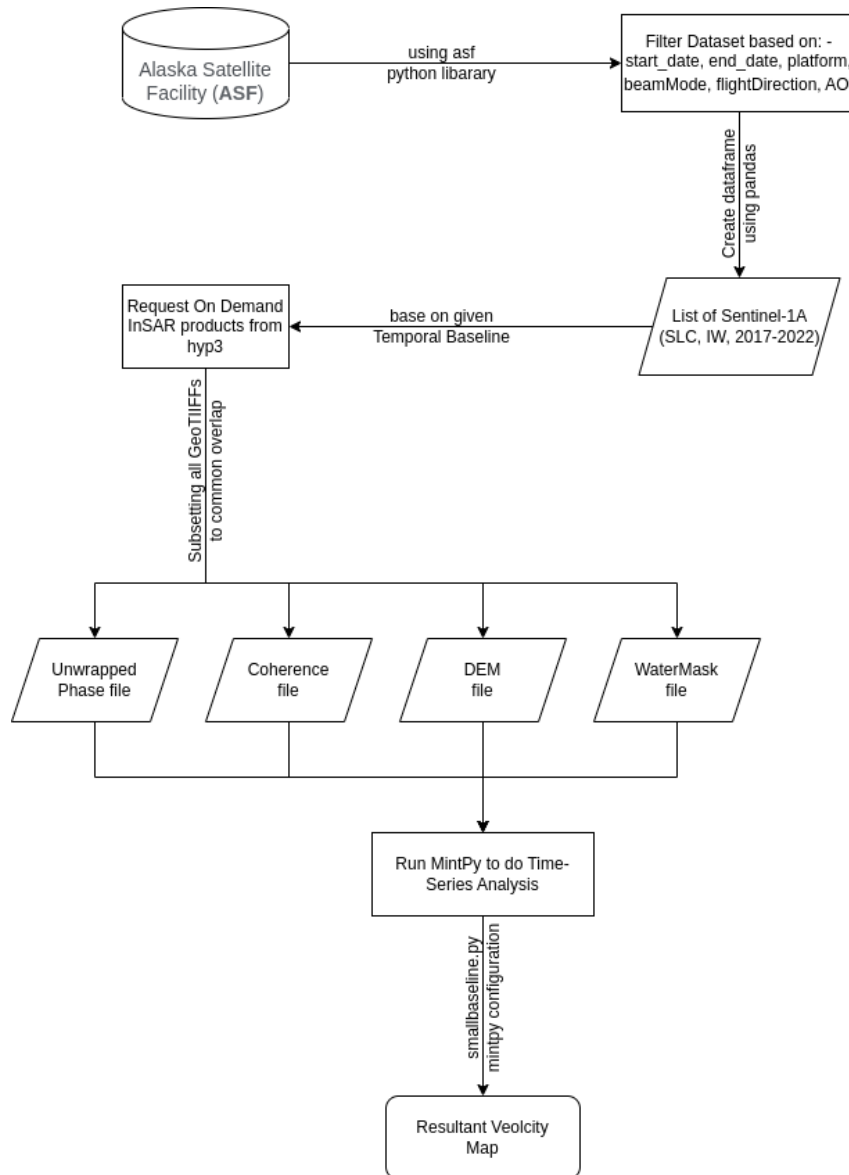 Alaska Satellite
Facility (ASF)
using asf
python libarary
Filter Dataset based on: -
start_date, end_date, platform,
beamMode, flightDirection, AO
Create dataframe
using pandas
List of Sentinel-1A
(SLC, IW, 2017-2022)
base on given
Temporal Baseline
Request On Demand
InSAR products from
hyp3
Subsetting all GeoTIIFFs
to common overlap
Unwrapped
Phase file
Coherence
file
DEM
file
WaterMask
file
Run MintPy to do Time-
Series Analysis
smallbaseline.py
mintpy configuration
Resultant Veolcity
Map